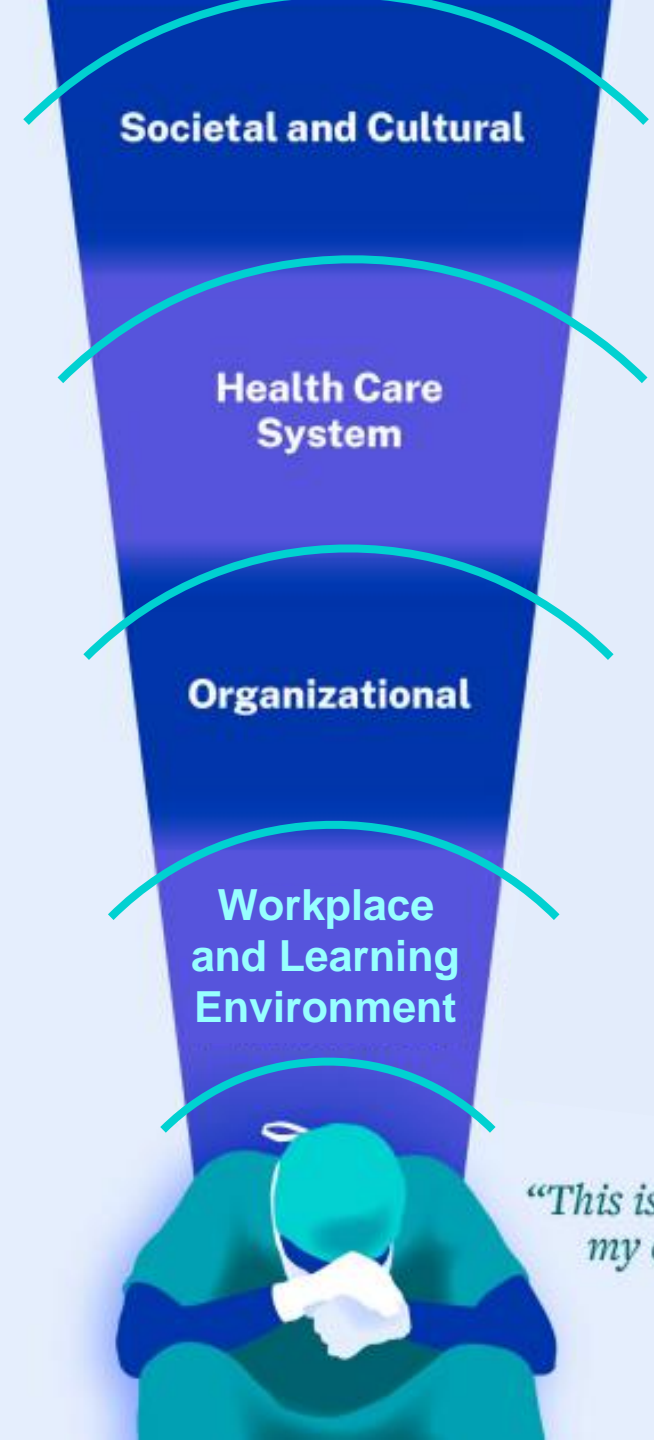 Societal and Cultural
Health Care
System
Organizational
Workplace
and Learning
Environment
“This is
my